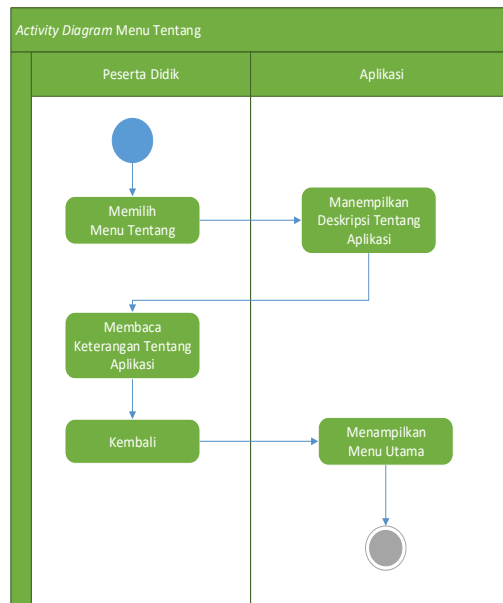 Activity Diagram Menu Tentang
Peserta Didik
Aplikasi
Memilih
Menu Tentang
Manempilkan
Deskripsi Tentang
Aplikasi
Membaca
Keterangan Tentang
Aplikasi
Kembali
Menampilkan
Menu Utama